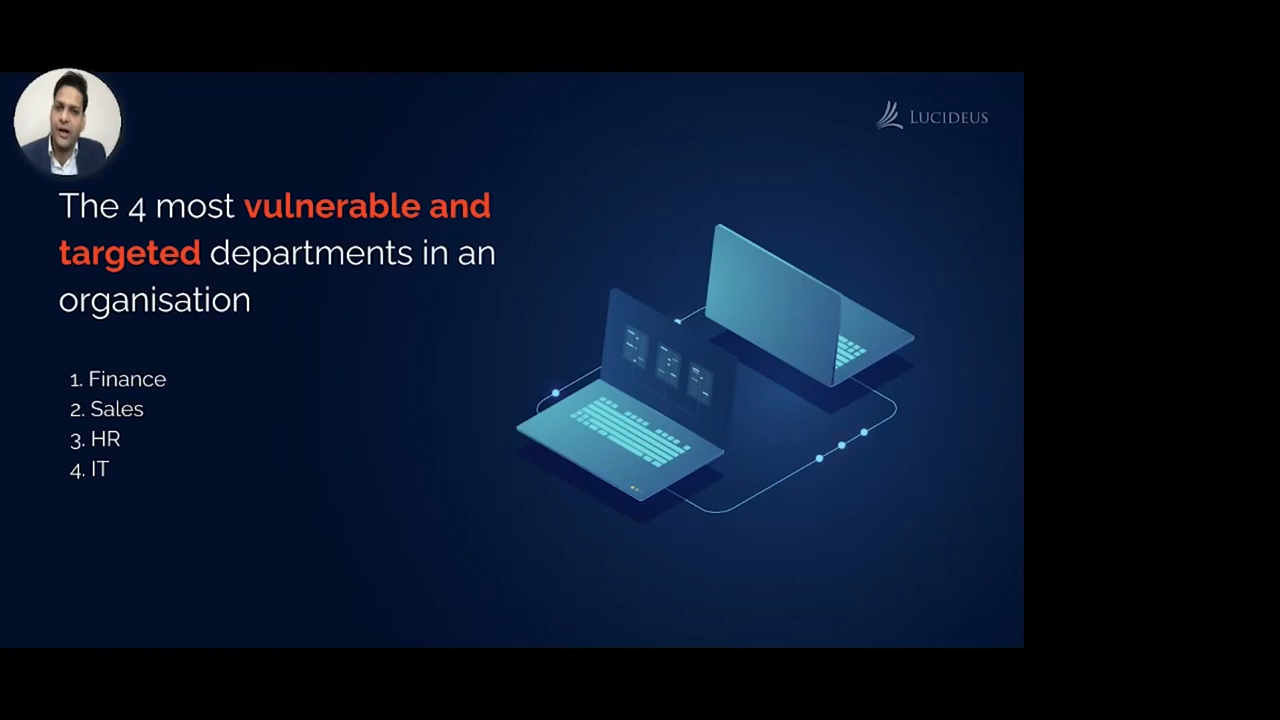 LUCIDEUS
The 4 most vulnerable and
targeted departments in an
organisation
1. Finance
2. Sales
3. HR
4. IT